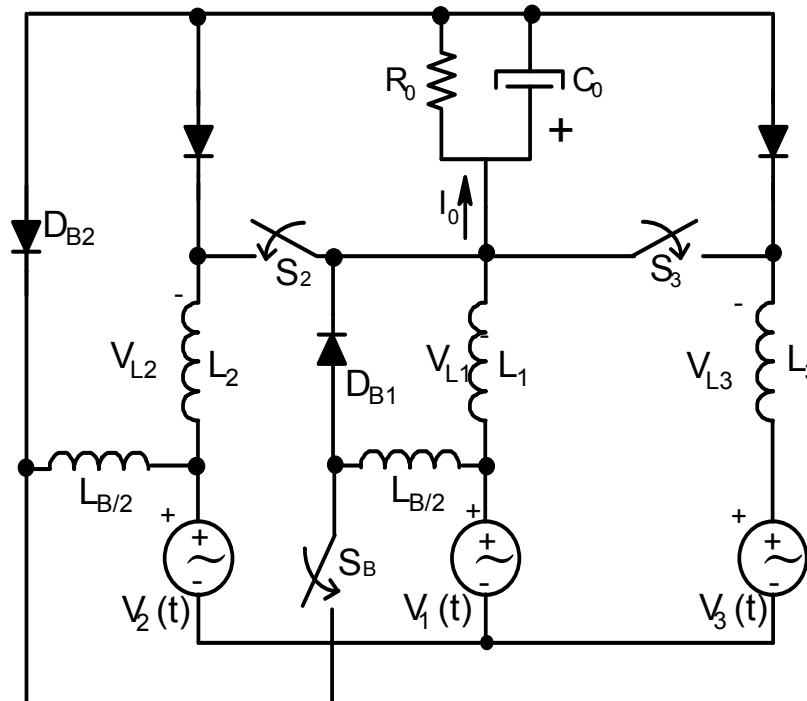 R0
C0
+
I0
DB2
S2
S3
-
-
-
VL2
L2
DB1
VL1
L1
VL3
L3
LB/2
LB/2
+
+
+
+
+
+
-
-
-
SB
V2 (t)
V1 (t)
V3 (t)